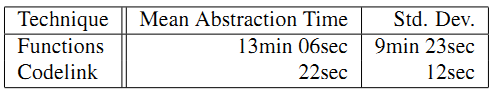 Technique Mean Abstraction Time Std. Dev.
Functions 13min 06sec 9min 23sec
Codelink 22sec 12sec